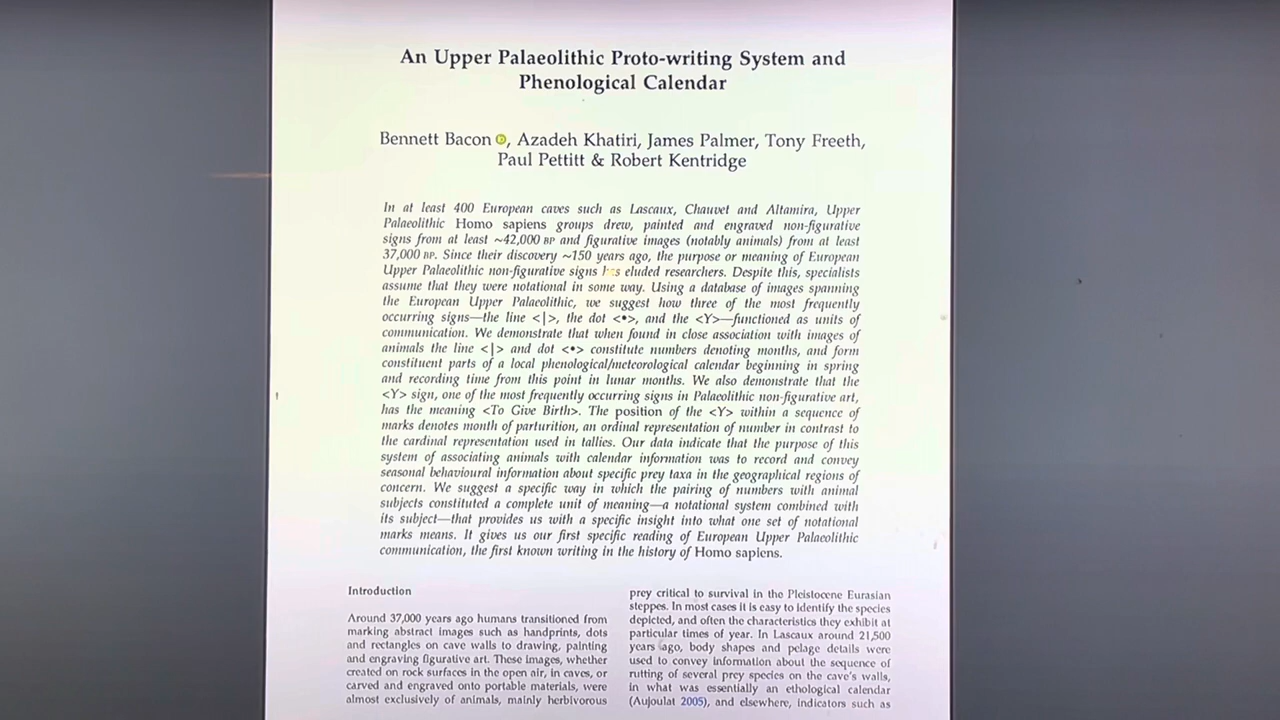 An Upper Palaeolithic Proto-writing System and
Phenological Calendar
Bennett Bacon, Azadeh Khatiri, James Palmer, Tony Freeth,
Paul Pettitt & Robert Kentridge
In at least 400 European caves such as Lascaux, Chauvet and Altamira, Upper
Palaeolithic Homo sapiens groups drew, painted and engraved non-figurative
signs from at least ~42,000 BP and figurative images (notably animals) from at least
37,000 BP. Since their discovery ~150 years ago, the purpose or meaning of European
Upper Palaeolithic non-figurative signs has eluded researchers. Despite this, specialists
assume that they were notational in some way. Using a database of images spanning
the European Upper Palaeolithic, we suggest how three of the most frequently
occurring signs—the line <|>, the dot <•>, and the <Y>—functioned as units of
communication. We demonstrate that when found in close association with images of
animals the line <|> and dot <•> constitute numbers denoting months, and form
constituent parts of a local phenological/meteorological calendar beginning in spring
and recording time from this point in lunar months. We also demonstrate that the
<Y> sign, one of the most frequently occurring signs in Palaeolithic non-figurative art,
has the meaning <To Give Birth>. The position of the <Y> within a sequence of
marks denotes month of parturition, an ordinal representation of number in contrast to
the cardinal representation used in tallies. Our data indicate that the purpose of this
system of associating animals with calendar information was to record and convey
seasonal behavioural information about specific prey taxa in the geographical regions of
concern. We suggest a specific way in which the pairing of numbers with animal
subjects constituted a complete unit of meaning—a notational system combined with
its subject—that provides us with a specific insight into what one set of notational
marks means. It gives us our first specific reading of European Upper Palaeolithic
communication, the first known writing in the history of Homo sapiens.
Introduction
Around 37,000 years ago humans transitioned from
marking abstract images such as handprints, dots
and rectangles on cave walls to drawing, painting
and engraving figurative art. These images, whether
created on rock surfaces in the open air, in caves, or
carved and engraved onto portable materials, were
almost exclusively of animals, mainly herbivorous
prey critical to survival in the Pleistocene Eurasian
steppes. In most cases it is easy to identify the species
depicted, and often the characteristics they exhibit at
particular times of year. In Lascaux around 21,500
years ago, body shapes and pelage details were
used to convey information about the sequence of
rutting of several prey species on the cave's walls,
in what was essentially an ethological calendar
(Aujoulat 2005), and elsewhere, indicators such as